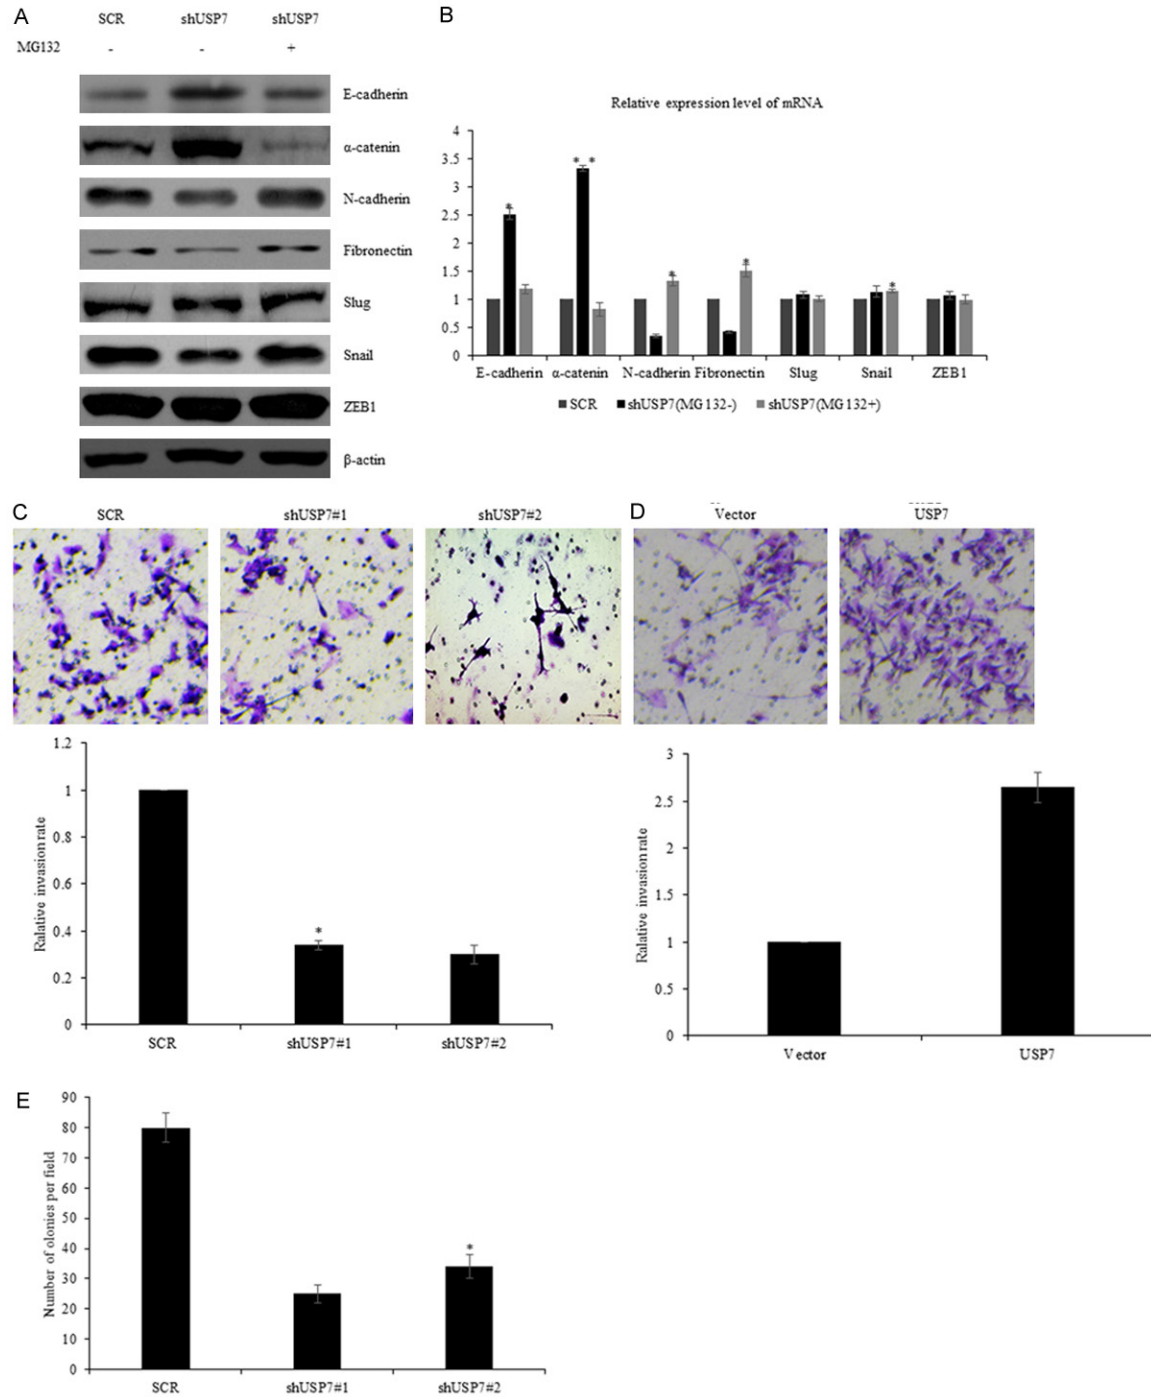 A
SCR shUSP7 shUSP7
MG132 - - +
E-cadherin
α-catenin
N-cadherin
Fibronectin
Slug
Snail
ZEB1
β-actin
B
Relative expression level of mRNA
4
3.5
3
2.5
2
1.5
1
0.5
0
* * * * * * *
E-cadherin α-catenin N-cadherin Fibronectin Slug Snail ZEB1
SCR shUSP7(MG132-) shUSP7(MG132+)
C
SCR shUSP7#1 shUSP7#2
Ralative invasion rate
1.2
1
0.8
0.6
0.4
0.2
0
*
SCR shUSP7#1 shUSP7#2
D
Vector USP7
Ralative invasion rate
3
2.5
2
1.5
1
0.5
0
Vector USP7
E
Number of olonies per field
90
80
70
60
50
40
30
20
10
0
*
SCR shUSP7#1 shUSP7#2